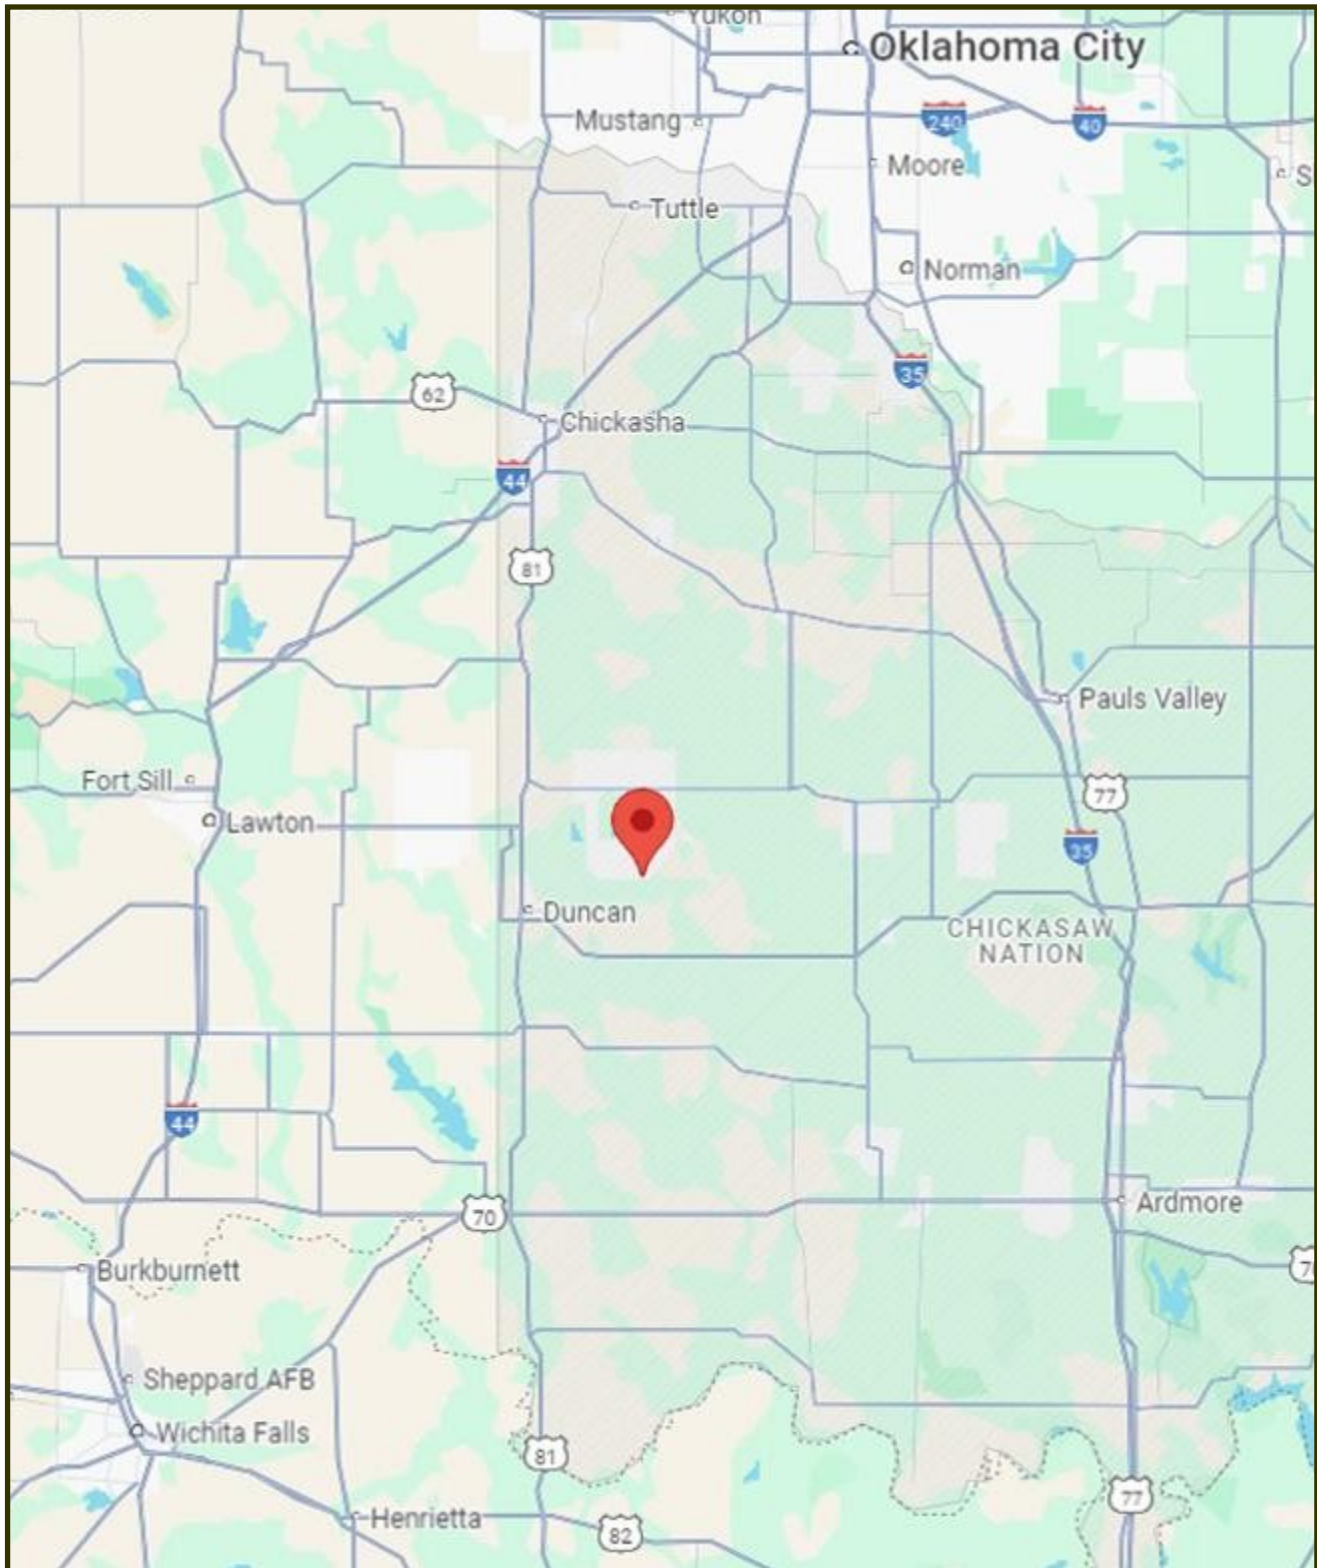 Yukon
Oklahoma City
Mustang
240
40
Moore
S
Tuttle
Norman
35
62
Chickasha
44
81
Pauls Valley
Fort Sill
77
Lawton
35
Duncan
CHICKASAW
NATION
44
Ardmore
70
Burkburnett
7
Sheppard AFB
Wichita Falls
81
77
Henrietta
82